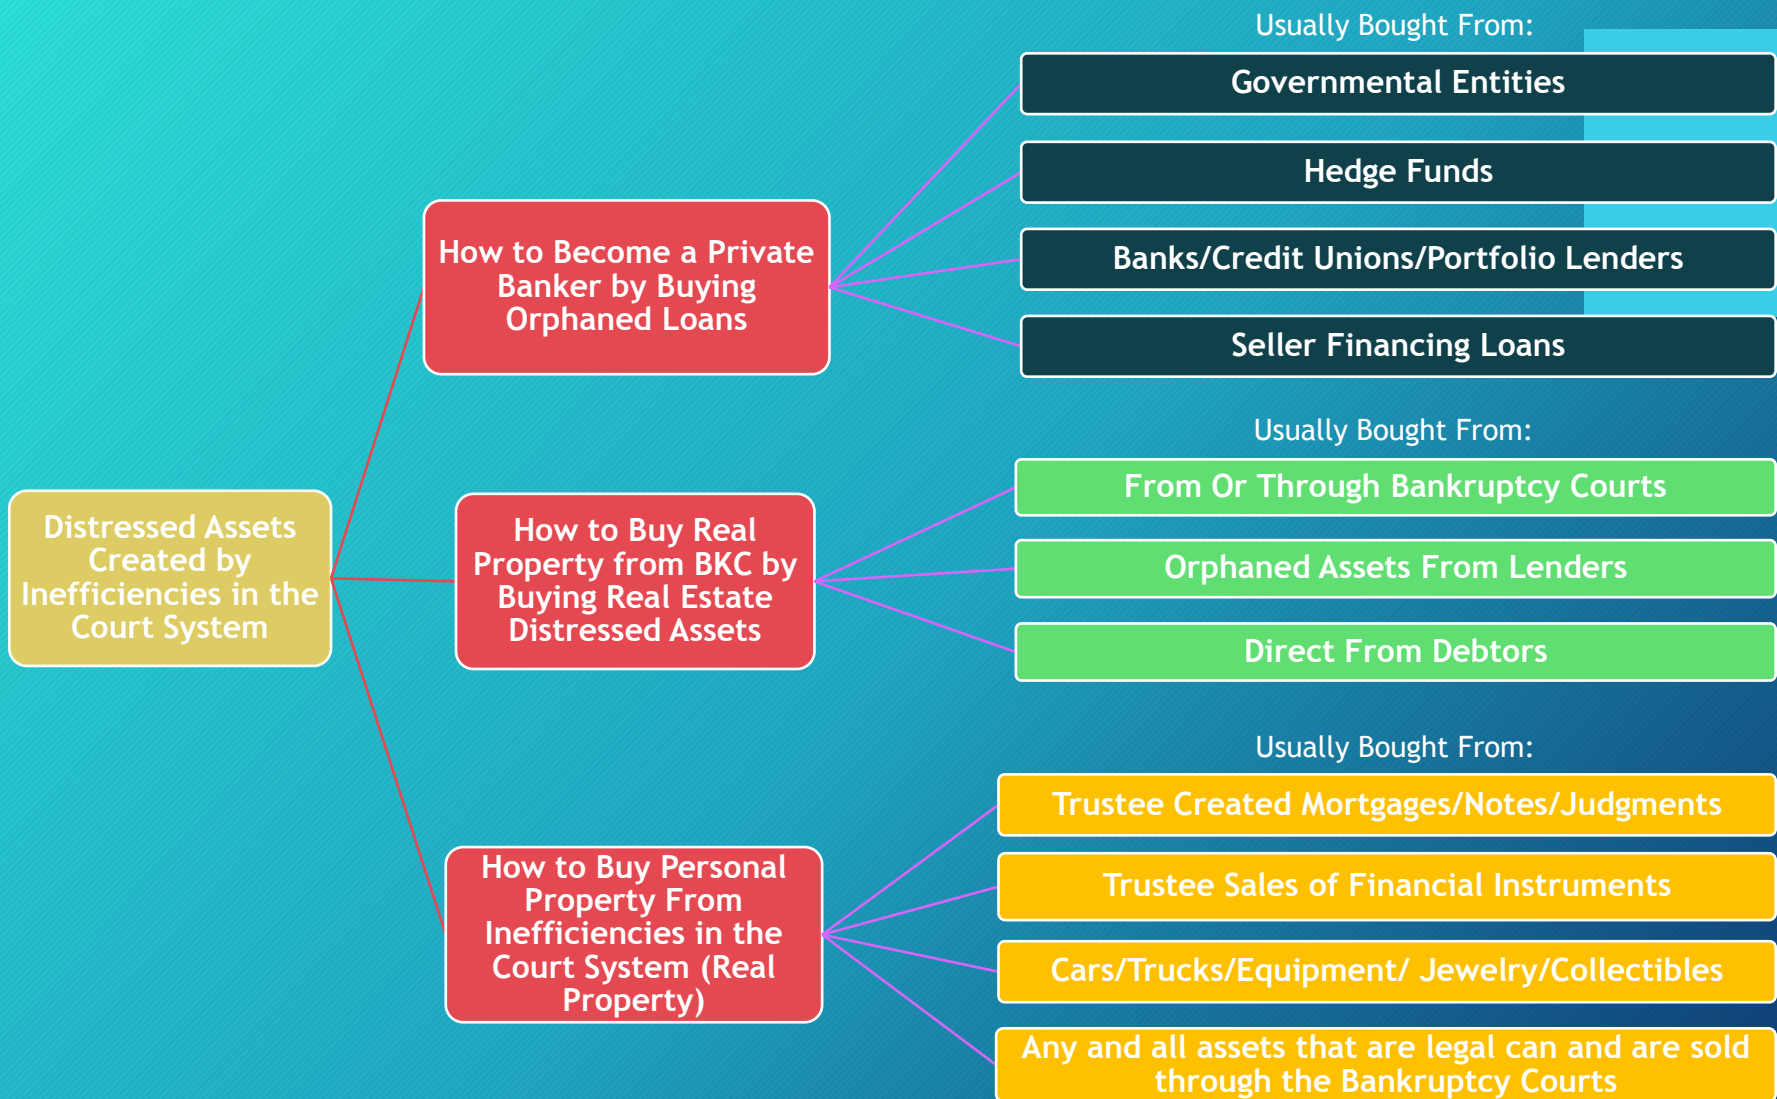 Distressed Assets
Created by
Inefficiencies in the
Court System
How to Become a Private
Banker by Buying
Orphaned Loans
Usually Bought From:
Governmental Entities
Hedge Funds
Banks/Credit Unions/Portfolio Lenders
Seller Financing Loans
How to Buy Real
Property from BKC by
Buying Real Estate
Distressed Assets
Usually Bought From:
From Or Through Bankruptcy Courts
Orphaned Assets From Lenders
Direct From Debtors
How to Buy Personal
Property From
Inefficiencies in the
Court System (Real
Property)
Usually Bought From:
Trustee Created Mortgages/Notes/Judgments
Trustee Sales of Financial Instruments
Cars/Trucks/Equipment/ Jewelry/Collectibles
Any and all assets that are legal can and are sold
through the Bankruptcy Courts